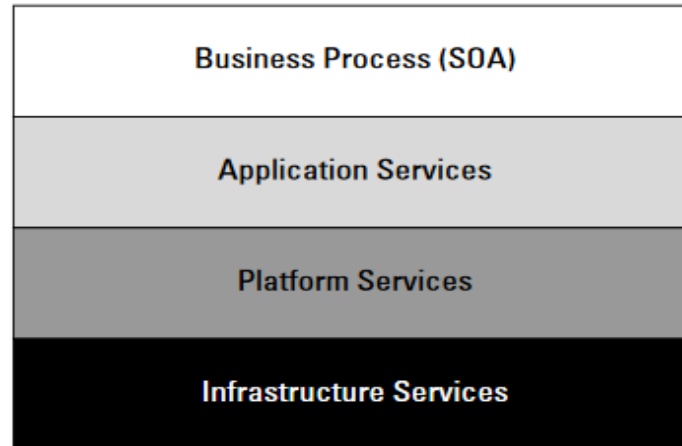 Business Process (SOA)
Application Services
Platform Services
Infrastructure Services